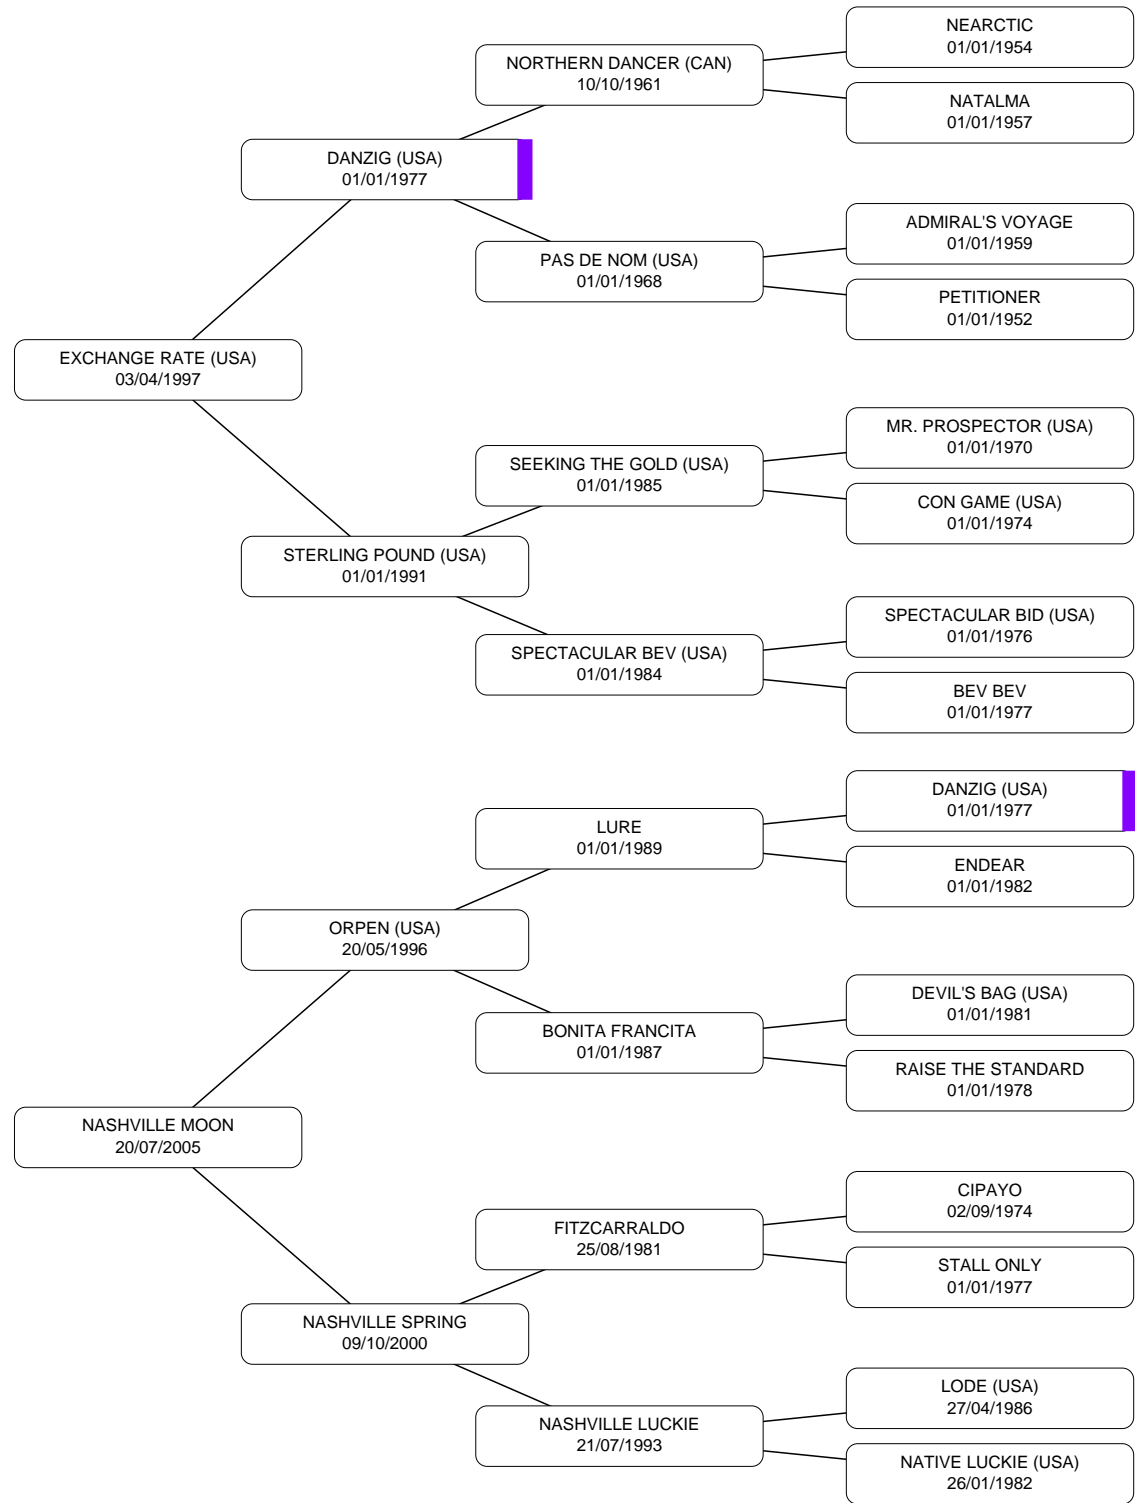 NEARCTIC
01/01/1954
NORTHERN DANCER (CAN)
10/10/1961
NATALMA
01/01/1957
DANZIG (USA)
01/01/1977
ADMIRAL'S VOYAGE
01/01/1959
PAS DE NOM (USA)
01/01/1968
PETITIONER
01/01/1952
EXCHANGE RATE (USA)
03/04/1997
MR. PROSPECTOR (USA)
01/01/1970
SEEKING THE GOLD (USA)
01/01/1985
CON GAME (USA)
01/01/1974
STERLING POUND (USA)
01/01/1991
SPECTACULAR BID (USA)
01/01/1976
SPECTACULAR BEV (USA)
01/01/1984
BEV BEV
01/01/1977
DANZIG (USA)
01/01/1977
LURE
01/01/1989
ENDEAR
01/01/1982
ORPEN (USA)
20/05/1996
DEVIL'S BAG (USA)
01/01/1981
BONITA FRANCITA
01/01/1987
RAISE THE STANDARD
01/01/1978
NASHVILLE MOON
20/07/2005
CIPAYO
02/09/1974
FITZCARRALDO
25/08/1981
STALL ONLY
01/01/1977
NASHVILLE SPRING
09/10/2000
LODE (USA)
27/04/1986
NASHVILLE LUCKIE
21/07/1993
NATIVE LUCKIE (USA)
26/01/1982